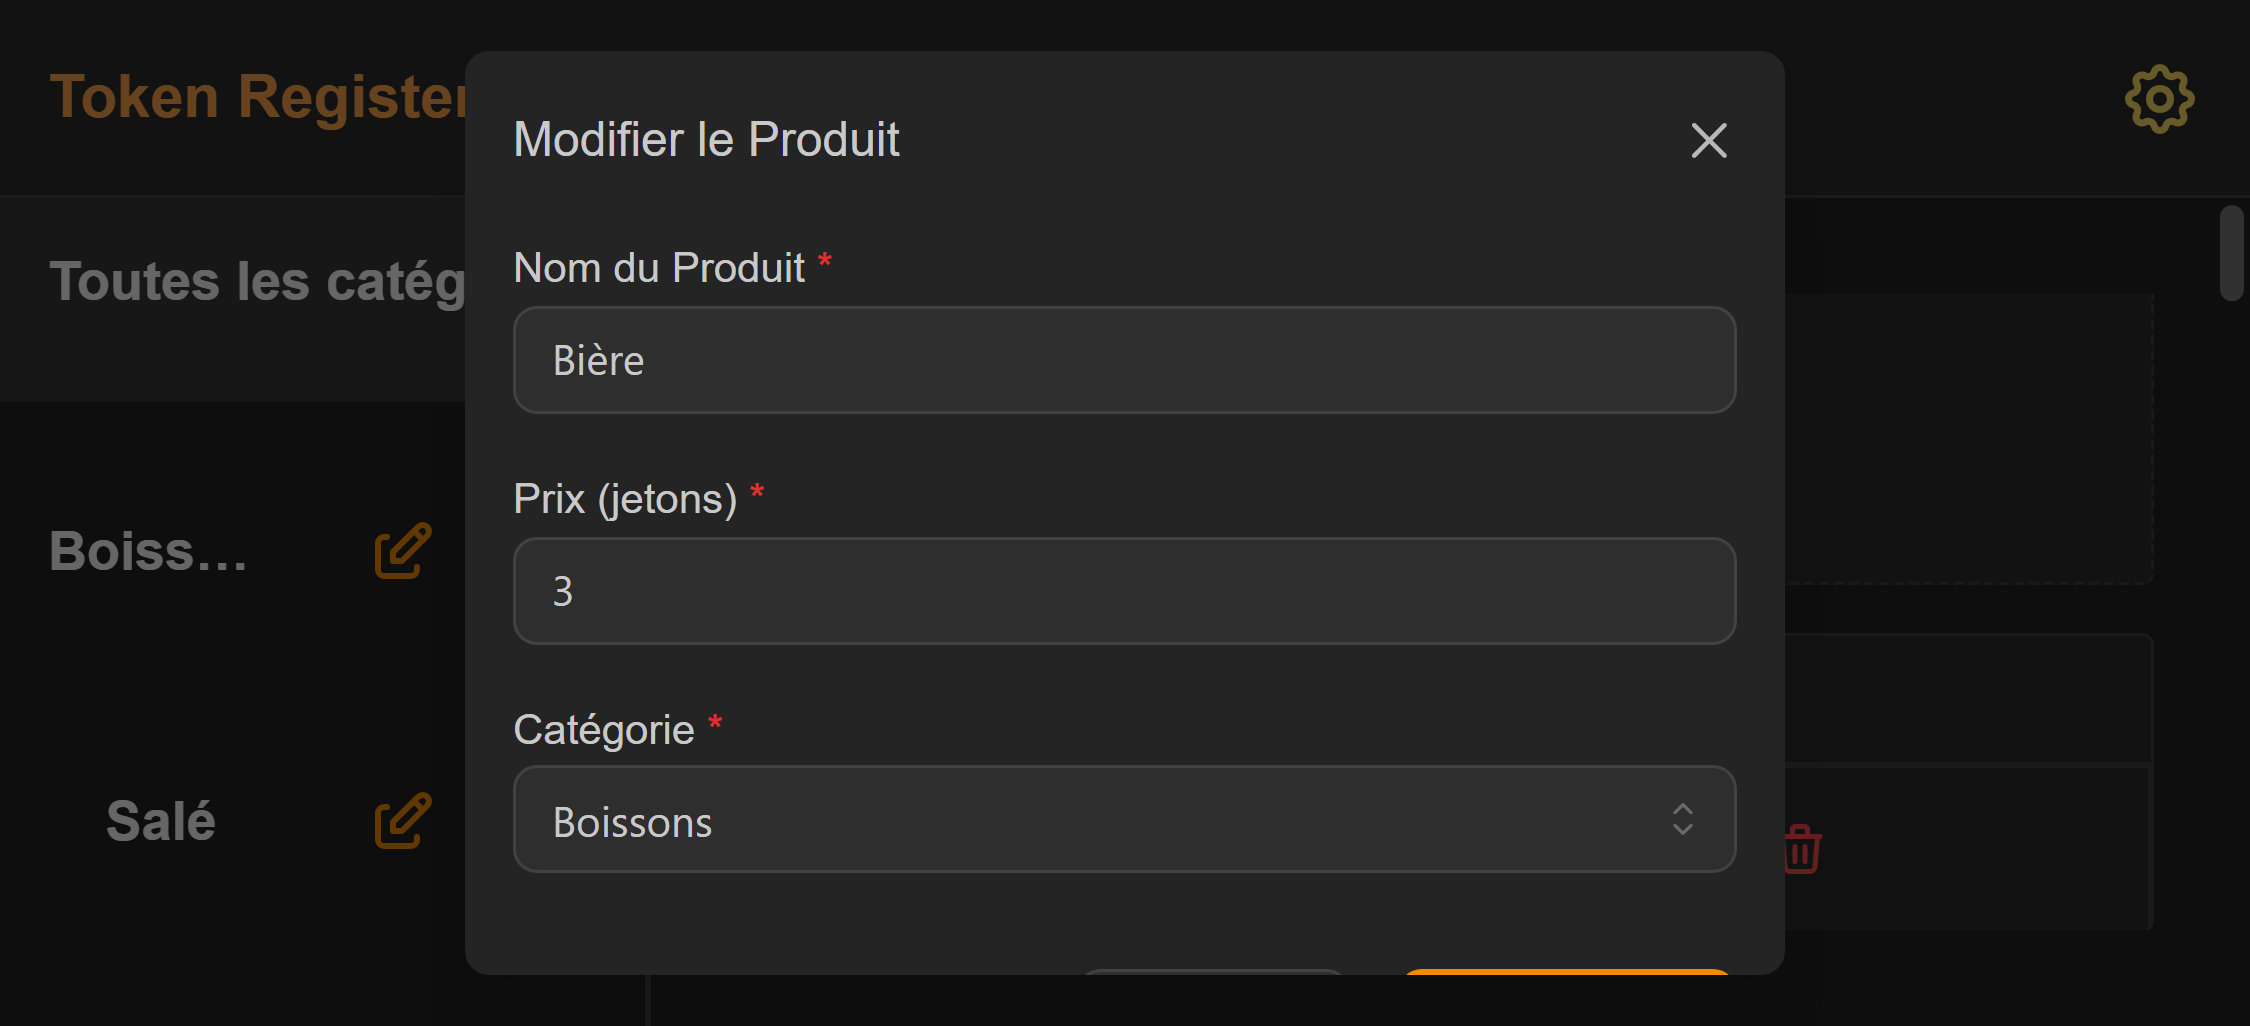 Token Register
Modifier le Produit
Toutes les catég
Nom du Produit *
Bière
Prix (jetons) *
3
Boiss...
Catégorie *
Boissons
Salé